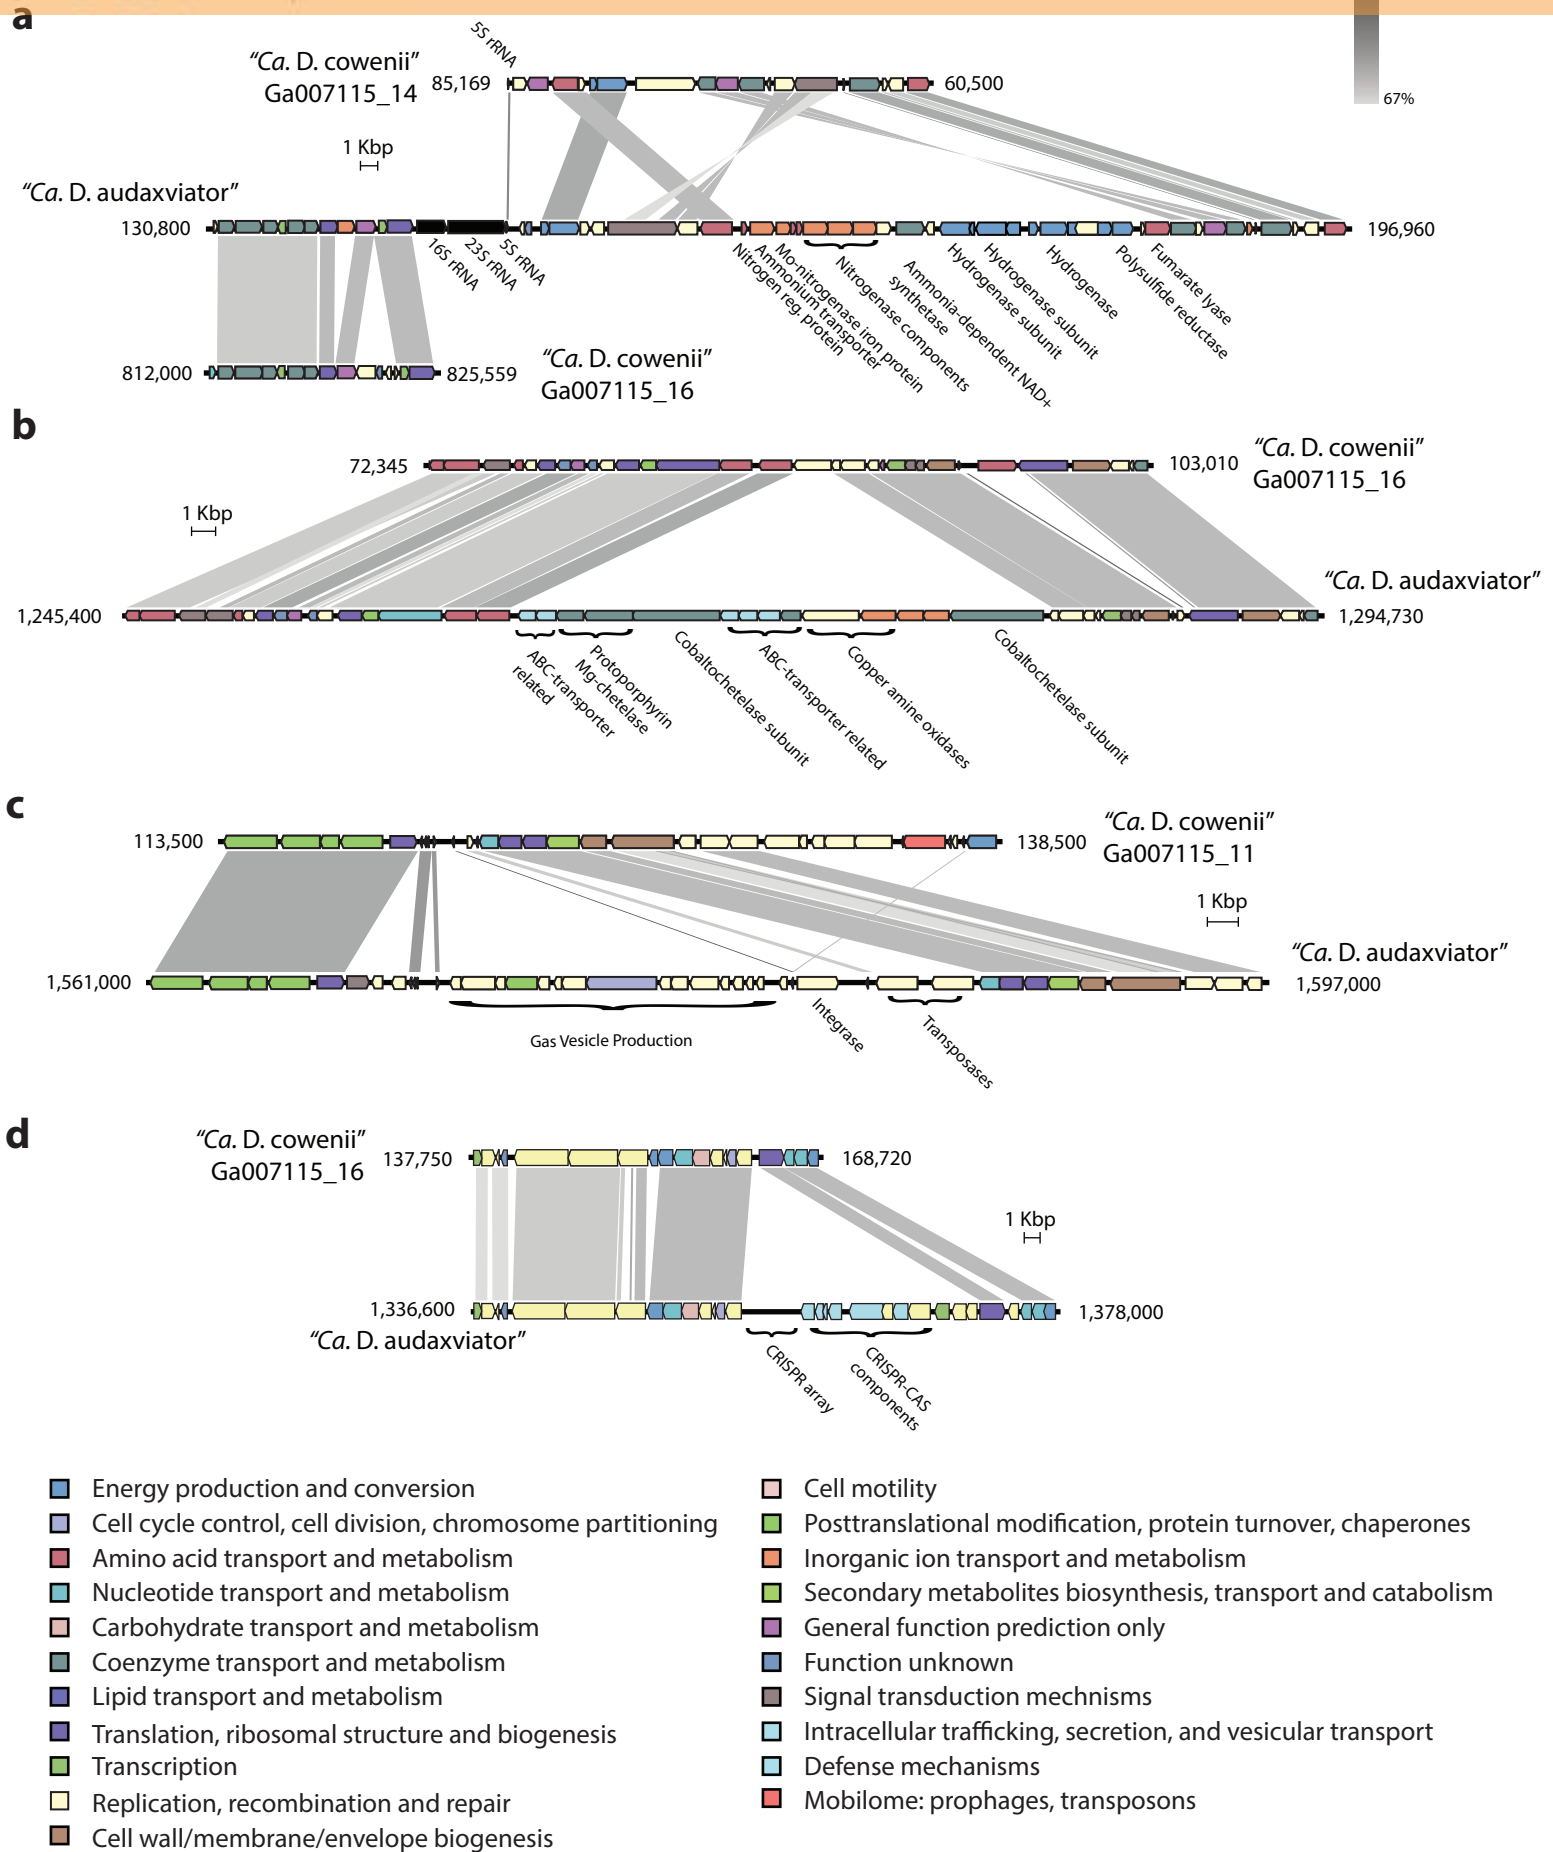 a
67%
5S rRNA
“Ca. D. cowenii”
Ga007115_14
85,169
60,500
1 Kbp
“Ca. D. audaxviator”
130,800
196,960
16S rRNA
23S rRNA
5S rRNA
Nitrogen reg. protein
Ammonium transporter
Mo-nitrogenase iron protein
Nitrogenase components
Ammonia-dependent NAD+
synthetase
Hydrogenase subunit
Hydrogenase subunit
Hydrogenase
Polysulfide reductase
Fumarate lyase
812,000
825,559
“Ca. D. cowenii”
Ga007115_16
b
72,345
103,010
“Ca. D. cowenii”
Ga007115_16
1 Kbp
“Ca. D. audaxviator”
1,245,400
1,294,730
ABC-transporter
related
Protoporphyrin
Mg-chetelase
Cobaltochetelase subunit
ABC-transporter related
Copper amine oxidases
Cobaltochetelase subunit
c
113,500
138,500
“Ca. D. cowenii”
Ga007115_11
1 Kbp
“Ca. D. audaxviator”
1,561,000
1,597,000
Gas Vesicle Production
Integrase
Transposases
d
“Ca. D. cowenii”
Ga007115_16
137,750
168,720
1 Kbp
1,336,600
1,378,000
“Ca. D. audaxviator”
CRISPR array
CRISPR-CAS
components
Energy production and conversion
Cell cycle control, cell division, chromosome partitioning
Amino acid transport and metabolism
Nucleotide transport and metabolism
Carbohydrate transport and metabolism
Coenzyme transport and metabolism
Lipid transport and metabolism
Translation, ribosomal structure and biogenesis
Transcription
Replication, recombination and repair
Cell wall/membrane/envelope biogenesis
Cell motility
Posttranslational modification, protein turnover, chaperones
Inorganic ion transport and metabolism
Secondary metabolites biosynthesis, transport and catabolism
General function prediction only
Function unknown
Signal transduction mechnisms
Intracellular trafficking, secretion, and vesicular transport
Defense mechanisms
Mobilome: prophages, transposons